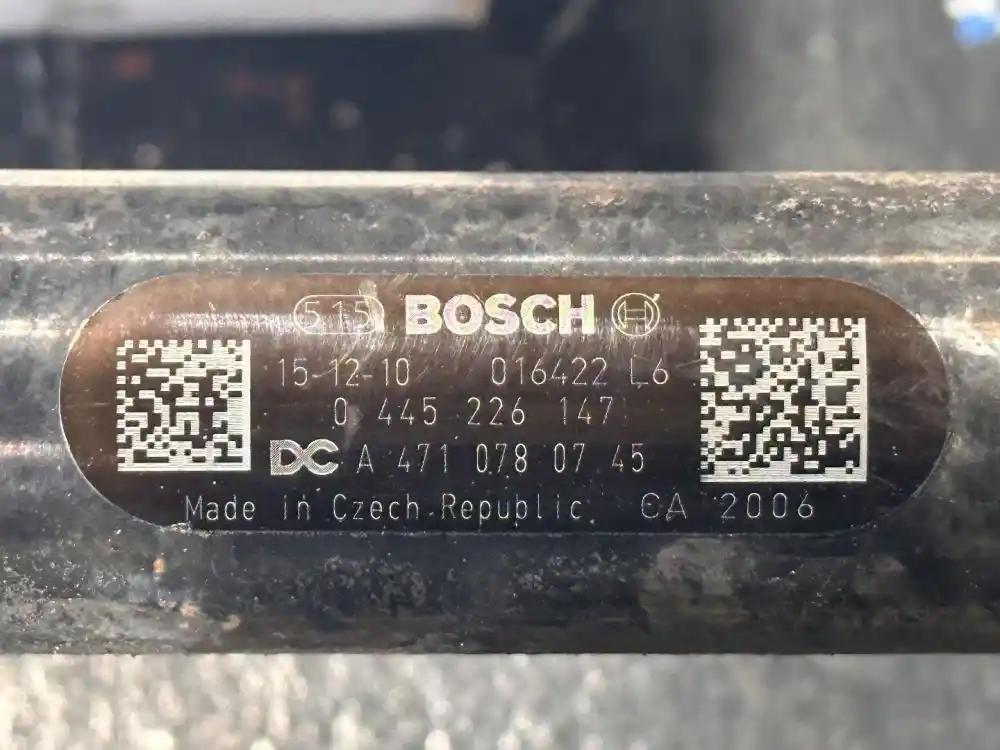 515 BOSCH
15-12-10 016422 L6
0 445 226 147
DC A 471 078 07 45
Made in Czech Republic. CA 2006